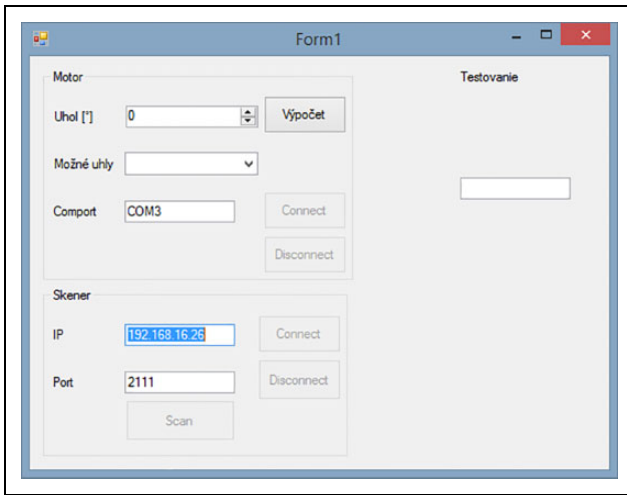 Form1
Motor
Testovanie
Uhol [°] 0 Výpočet
Možné uhly
Comport COM3 Connect
Disconnect
Skener
IP 192.168.16.26 Connect
Port 2111 Disconnect
Scan